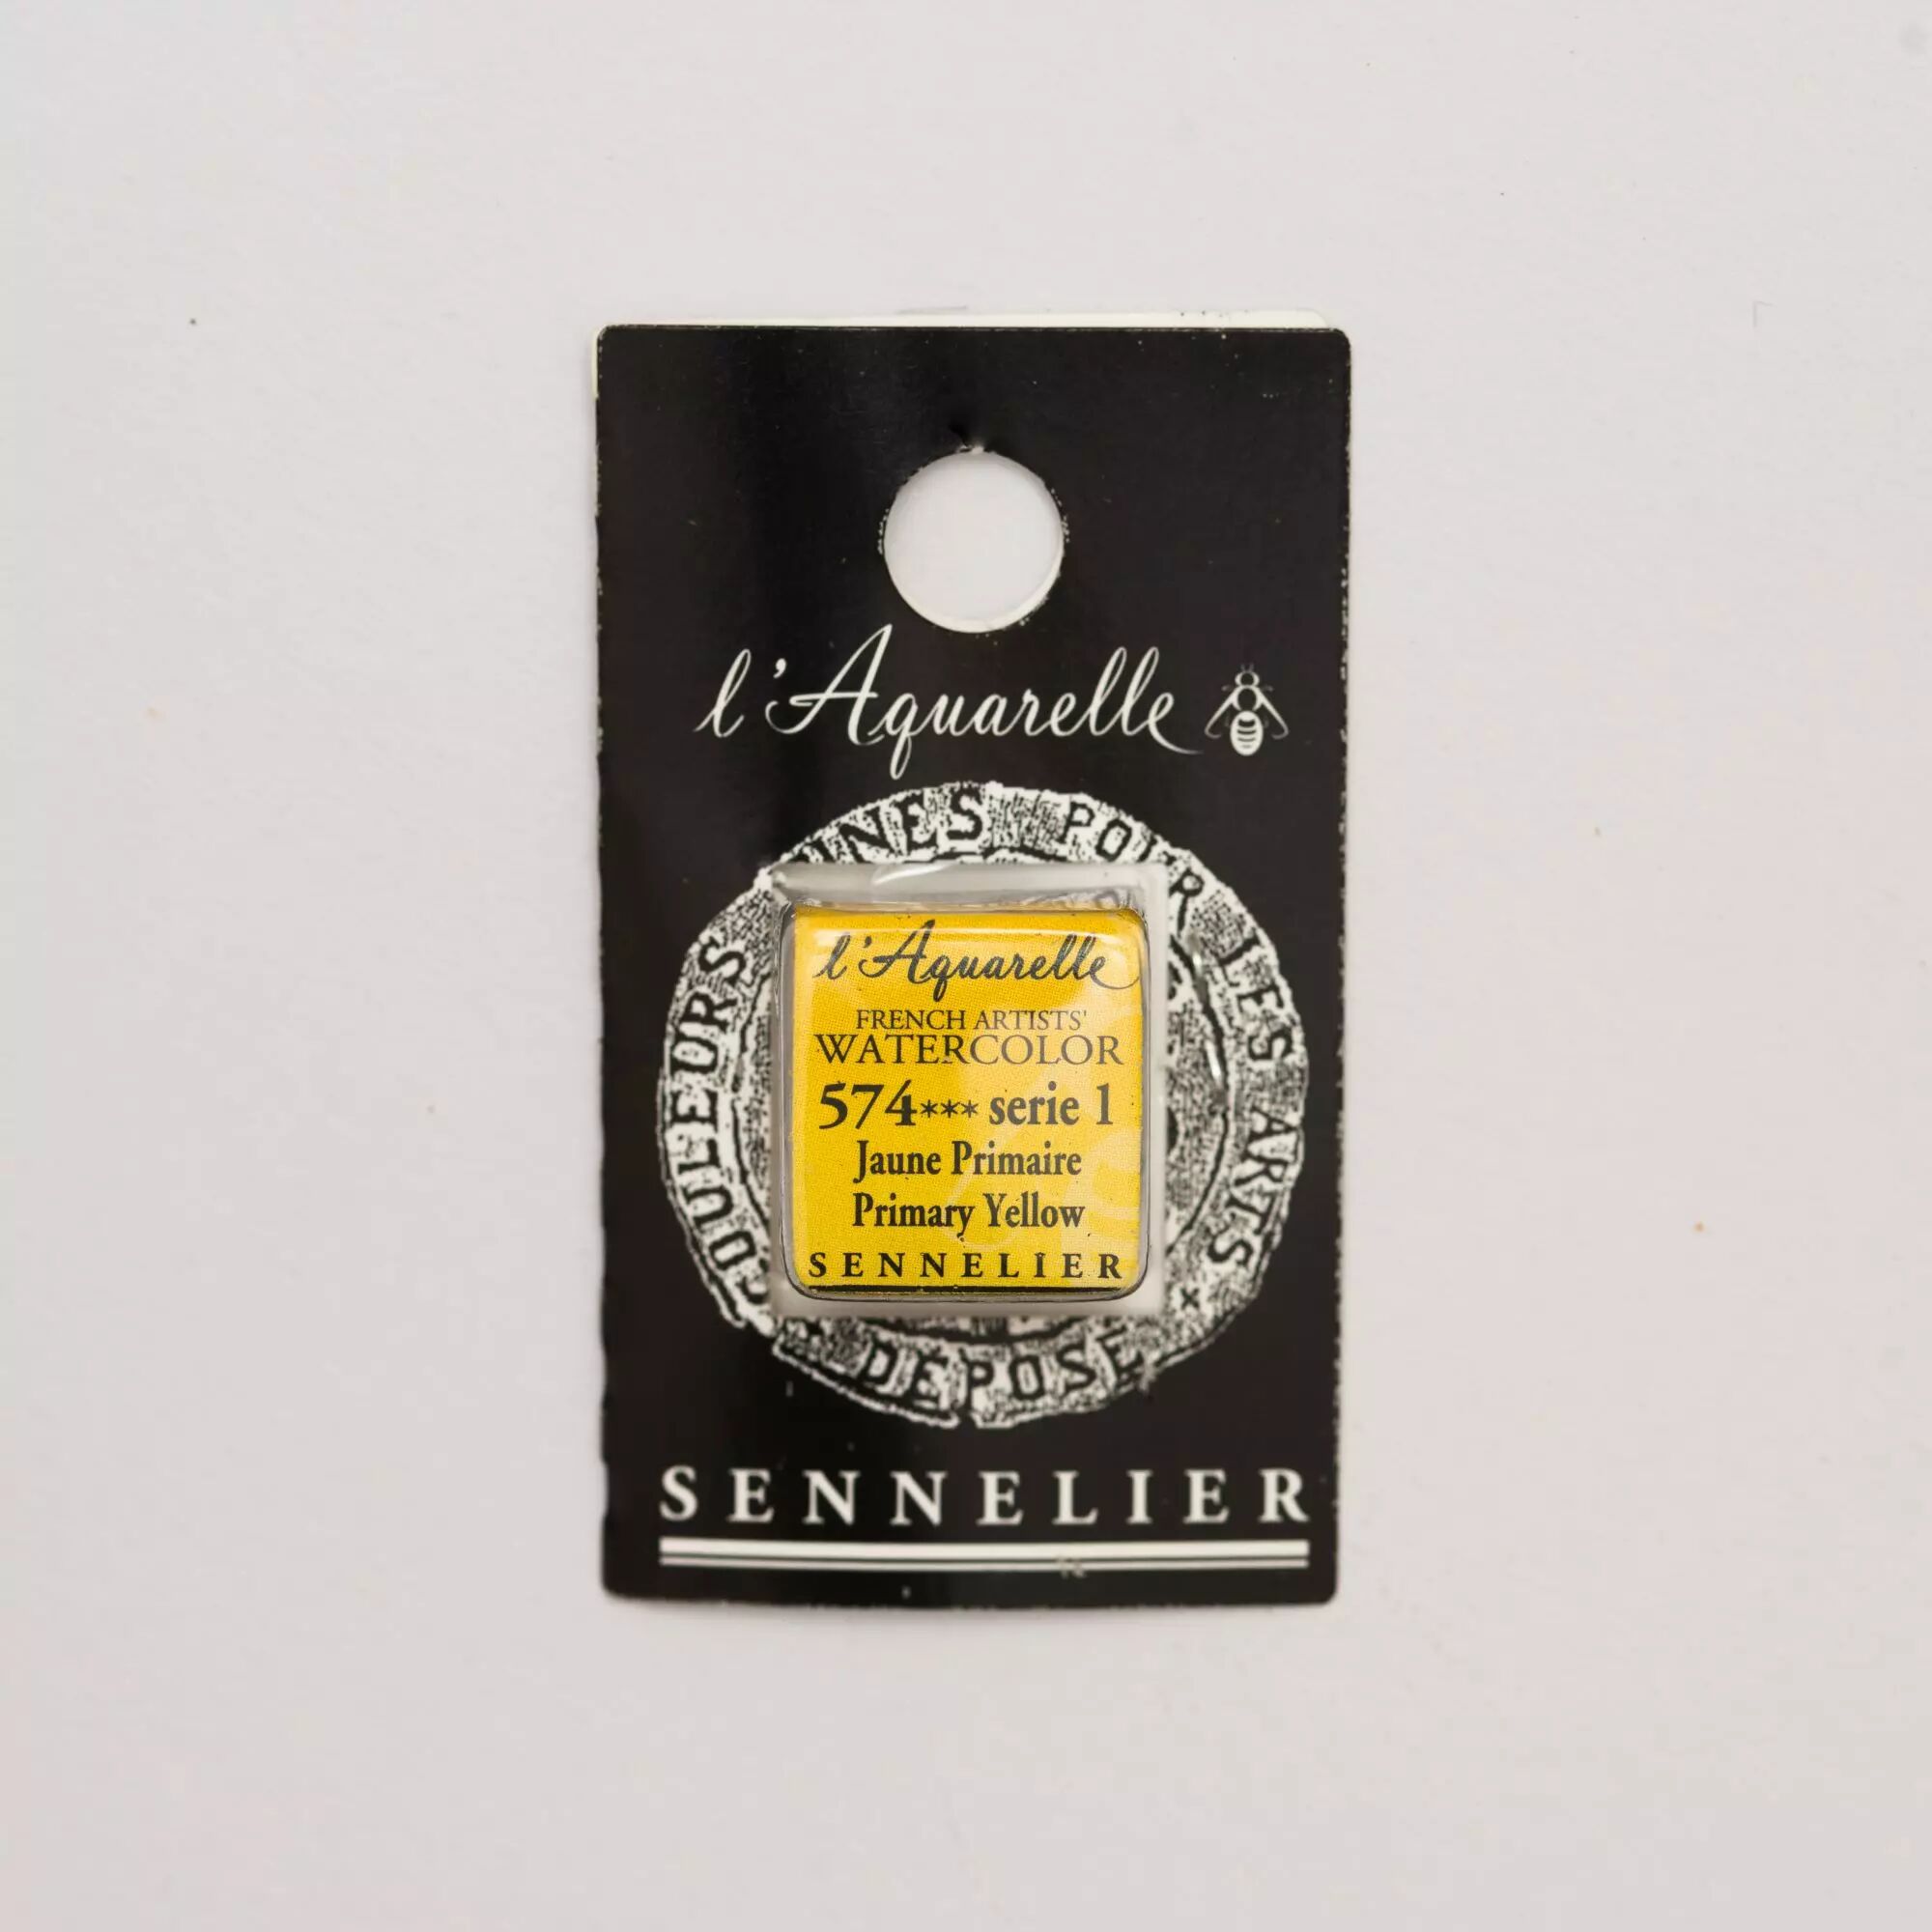 l'Aquarelle
COULEURS
POUR LES ARTS
DÉPOSÉ
l'Aquarelle
FRENCH ARTISTS'
WATERCOLOR
574*** serie 1
Jaune Primaire
Primary Yellow
SENNELIER
SENNELIER